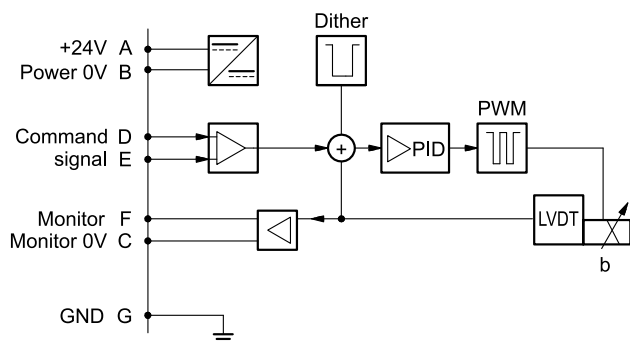 Dither
+24V A
Power 0V B
PWM
Command D
signal E
+
PID
Monitor F
Monitor 0V C
LVDT
b
GND G